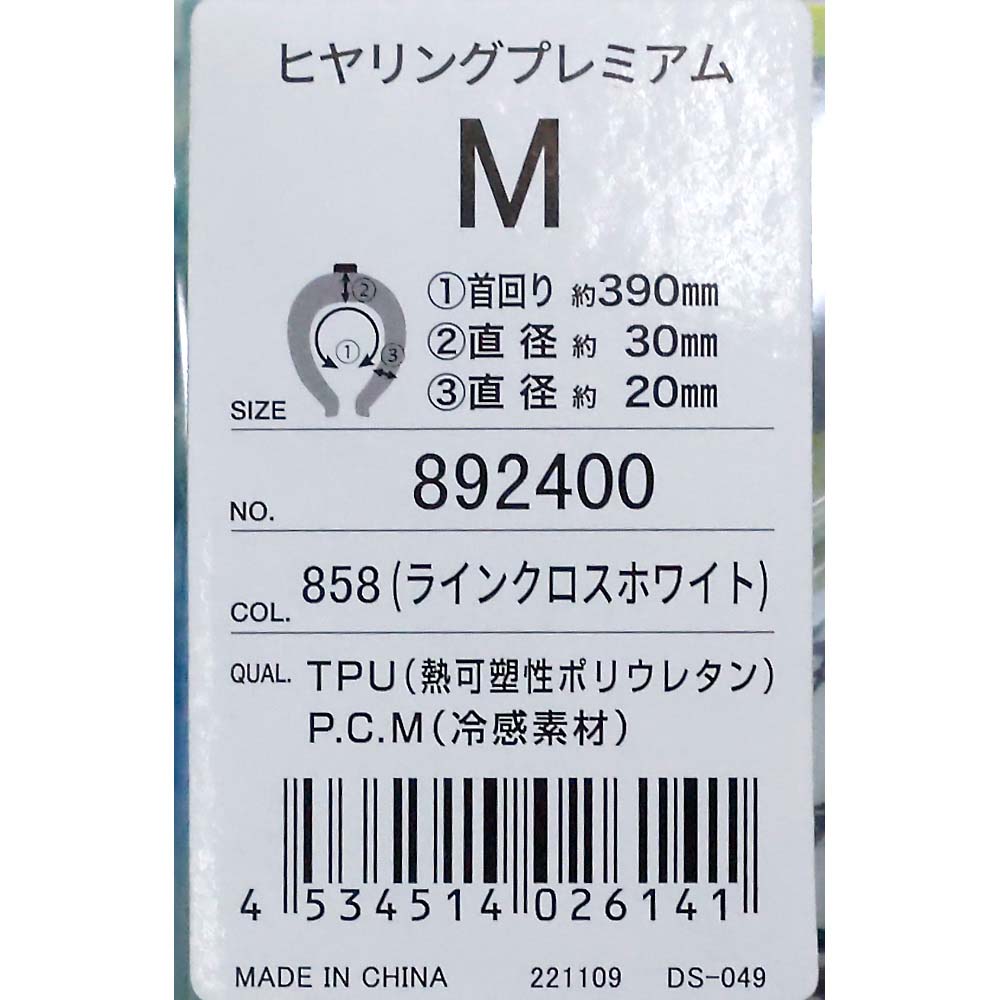 ヒヤリングプレミアム
M
①首回り 約390㎜
②直 径 約 30㎜
③直 径 約 20㎜
②
①
③
SIZE
NO. 892400
COL. 858(ラインクロスホワイト)
QUAL. TPU(熱可塑性ポリウレタン)
P.C.M(冷感素材)
4 534514 026141
MADE IN CHINA 221109 DS-049